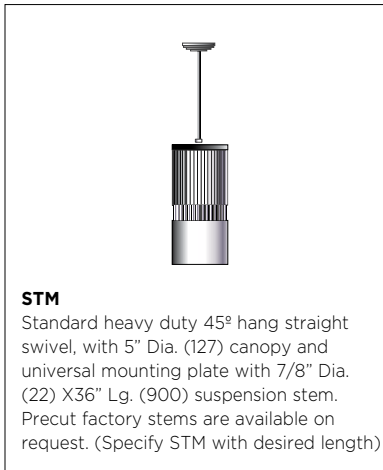 STM
Standard heavy duty 45º hang straight
swivel, with 5” Dia. (127) canopy and
universal mounting plate with 7/8” Dia.
(22) X36” Lg. (900) suspension stem.
Precut factory stems are available on
request. (Specify STM with desired length)